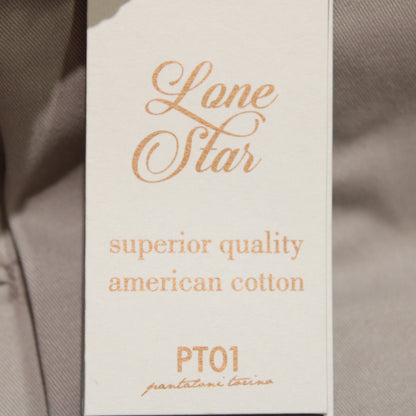 Lone
Star
superior quality
american cotton
PT01
pantaloni torino